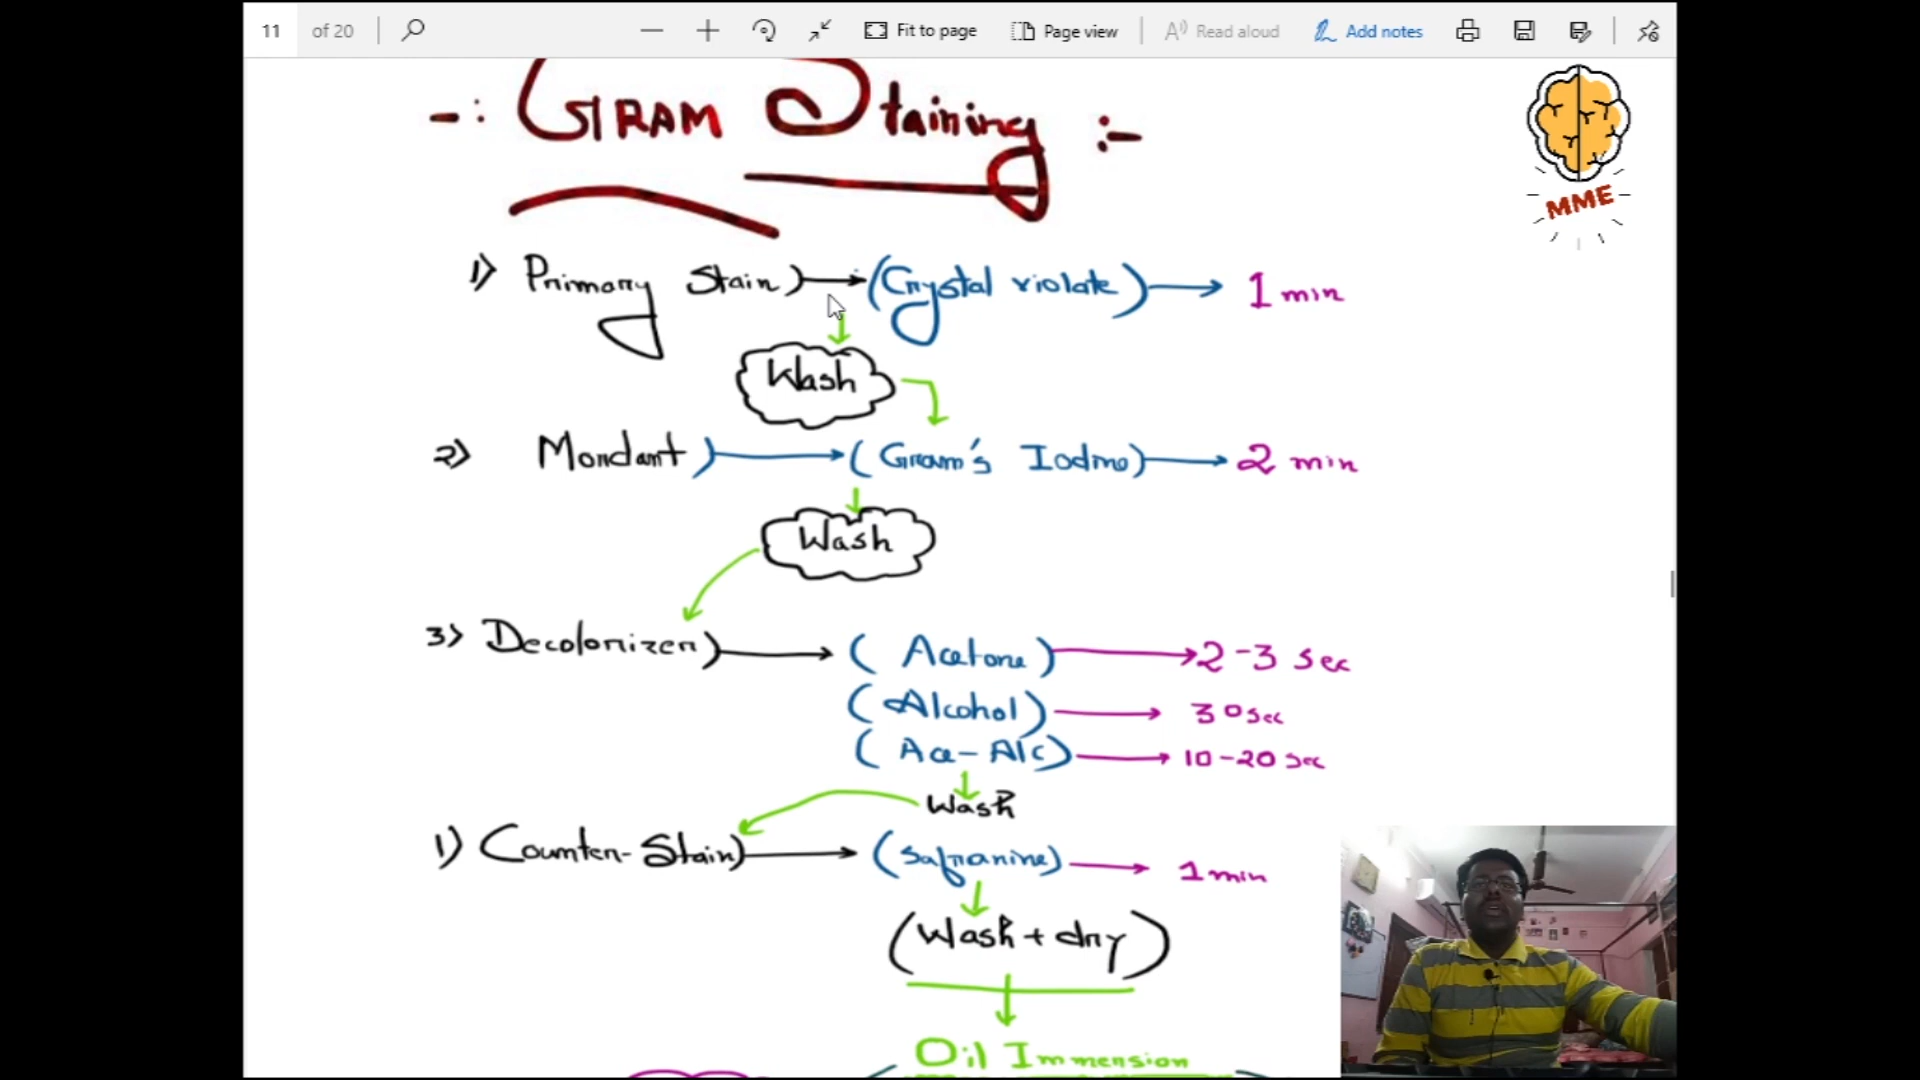 11 of 20 Fit to page Page view Read aloud Add notes
-: GRAM Staining :-
MME
1) Primary Stain) → (Crystal violate) → 1 min
Wash
2) Mordant) → (Gram's Iodine) → 2 min
Wash
3) Decolorizer) → (Acetone) → 2-3 Sec
(Alcohol) → 30 sec
(Ace-Alc) → 10-20 sec
Wash
1) Counter-Stain) → (Safranine) → 1 min
(Wash + dry)
Oil Immersion